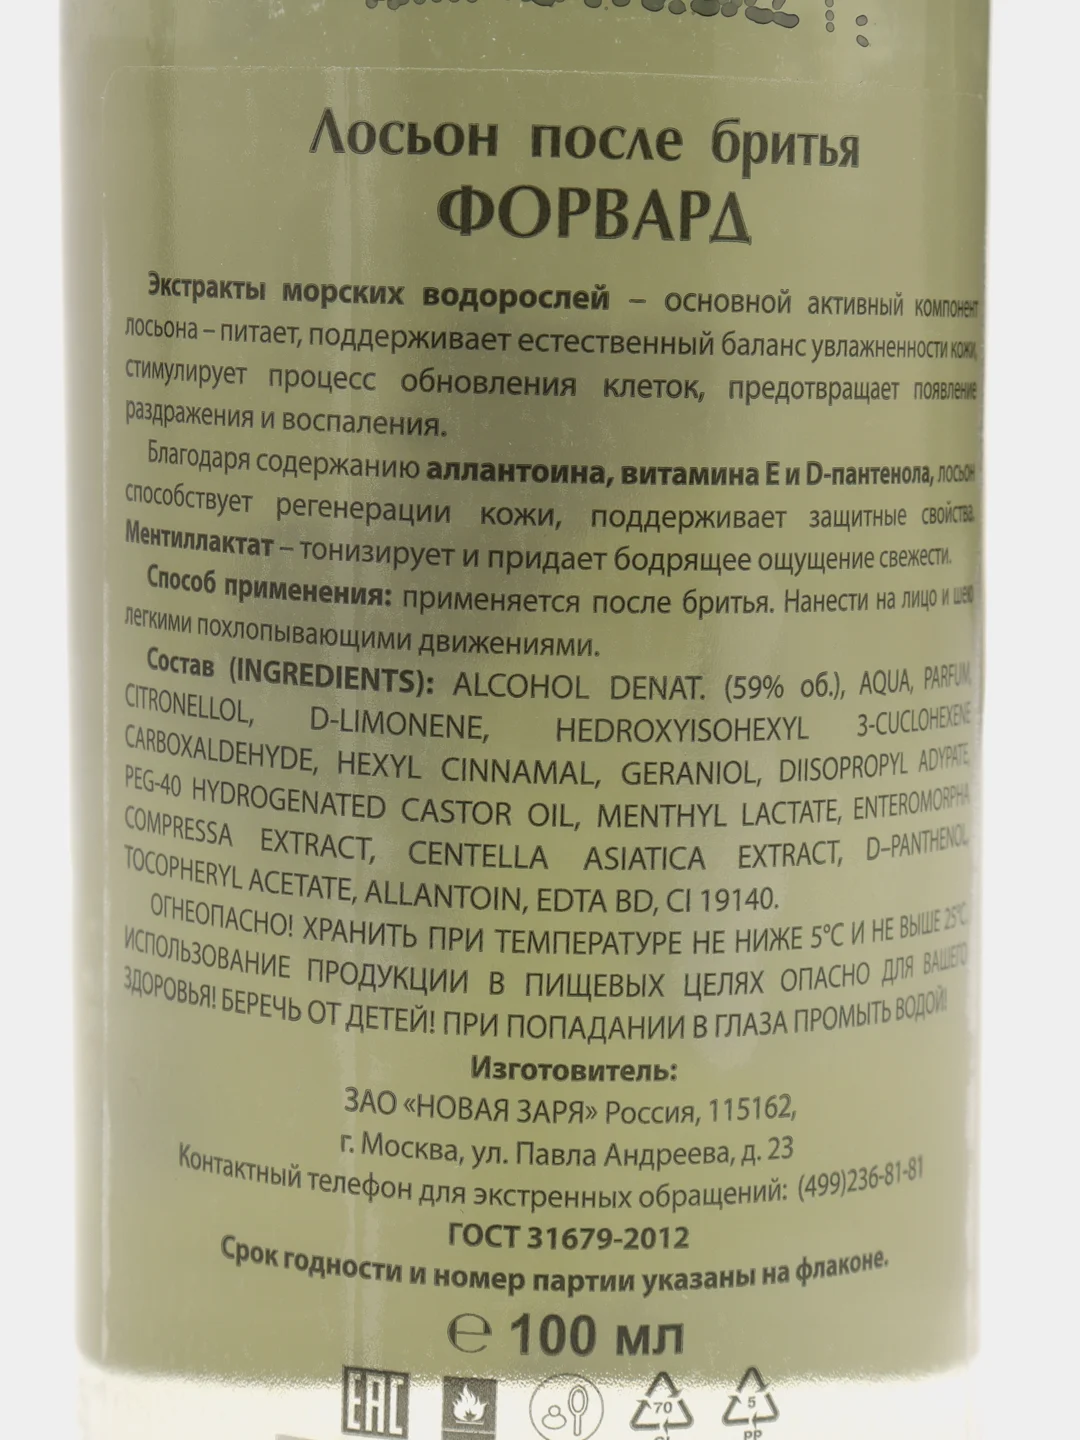 Лосьон после бритья
ФОРВАРД
Экстракты морских водорослей – основной активный компонент
лосьона – питает, поддерживает естественный баланс увлажненности кожи,
стимулирует процесс обновления клеток, предотвращает появление
раздражения и воспаления.
Благодаря содержанию аллантоина, витамина Е и D-пантенола, лосьон
способствует регенерации кожи, поддерживает защитные свойства.
Ментиллактат – тонизирует и придает бодрящее ощущение свежести.
Способ применения: применяется после бритья. Нанести на лицо и шею
легкими похлопывающими движениями.
Состав (INGREDIENTS): ALCOHOL DENAT. (59% об.), AQUA, PARFUM,
CITRONELLOL, D-LIMONENE, HEDROXYISOHEXYL 3-CUCLOHEXENE
CARBOXALDEHYDE, HEXYL CINNAMAL, GERANIOL, DIISOPROPYL ADYPATE,
PEG-40 HYDROGENATED CASTOR OIL, MENTHYL LACTATE, ENTEROMORPHA
COMPRESSA EXTRACT, CENTELLA ASIATICA EXTRACT, D–PANTHENOL,
TOCOPHERYL ACETATE, ALLANTOIN, EDTA BD, CI 19140.
ОГНЕОПАСНО! ХРАНИТЬ ПРИ ТЕМПЕРАТУРЕ НЕ НИЖЕ 5°С И НЕ ВЫШЕ 25°С.
ИСПОЛЬЗОВАНИЕ ПРОДУКЦИИ В ПИЩЕВЫХ ЦЕЛЯХ ОПАСНО ДЛЯ ВАШЕГО
ЗДОРОВЬЯ! БЕРЕЧЬ ОТ ДЕТЕЙ! ПРИ ПОПАДАНИИ В ГЛАЗА ПРОМЫТЬ ВОДОЙ!
Изготовитель:
ЗАО «НОВАЯ ЗАРЯ» Россия, 115162,
г. Москва, ул. Павла Андреева, д. 23
Контактный телефон для экстренных обращений: (499)236-81-81
ГОСТ 31679-2012
Срок годности и номер партии указаны на флаконе.
℮ 100 мл
EAC 70 5
PP